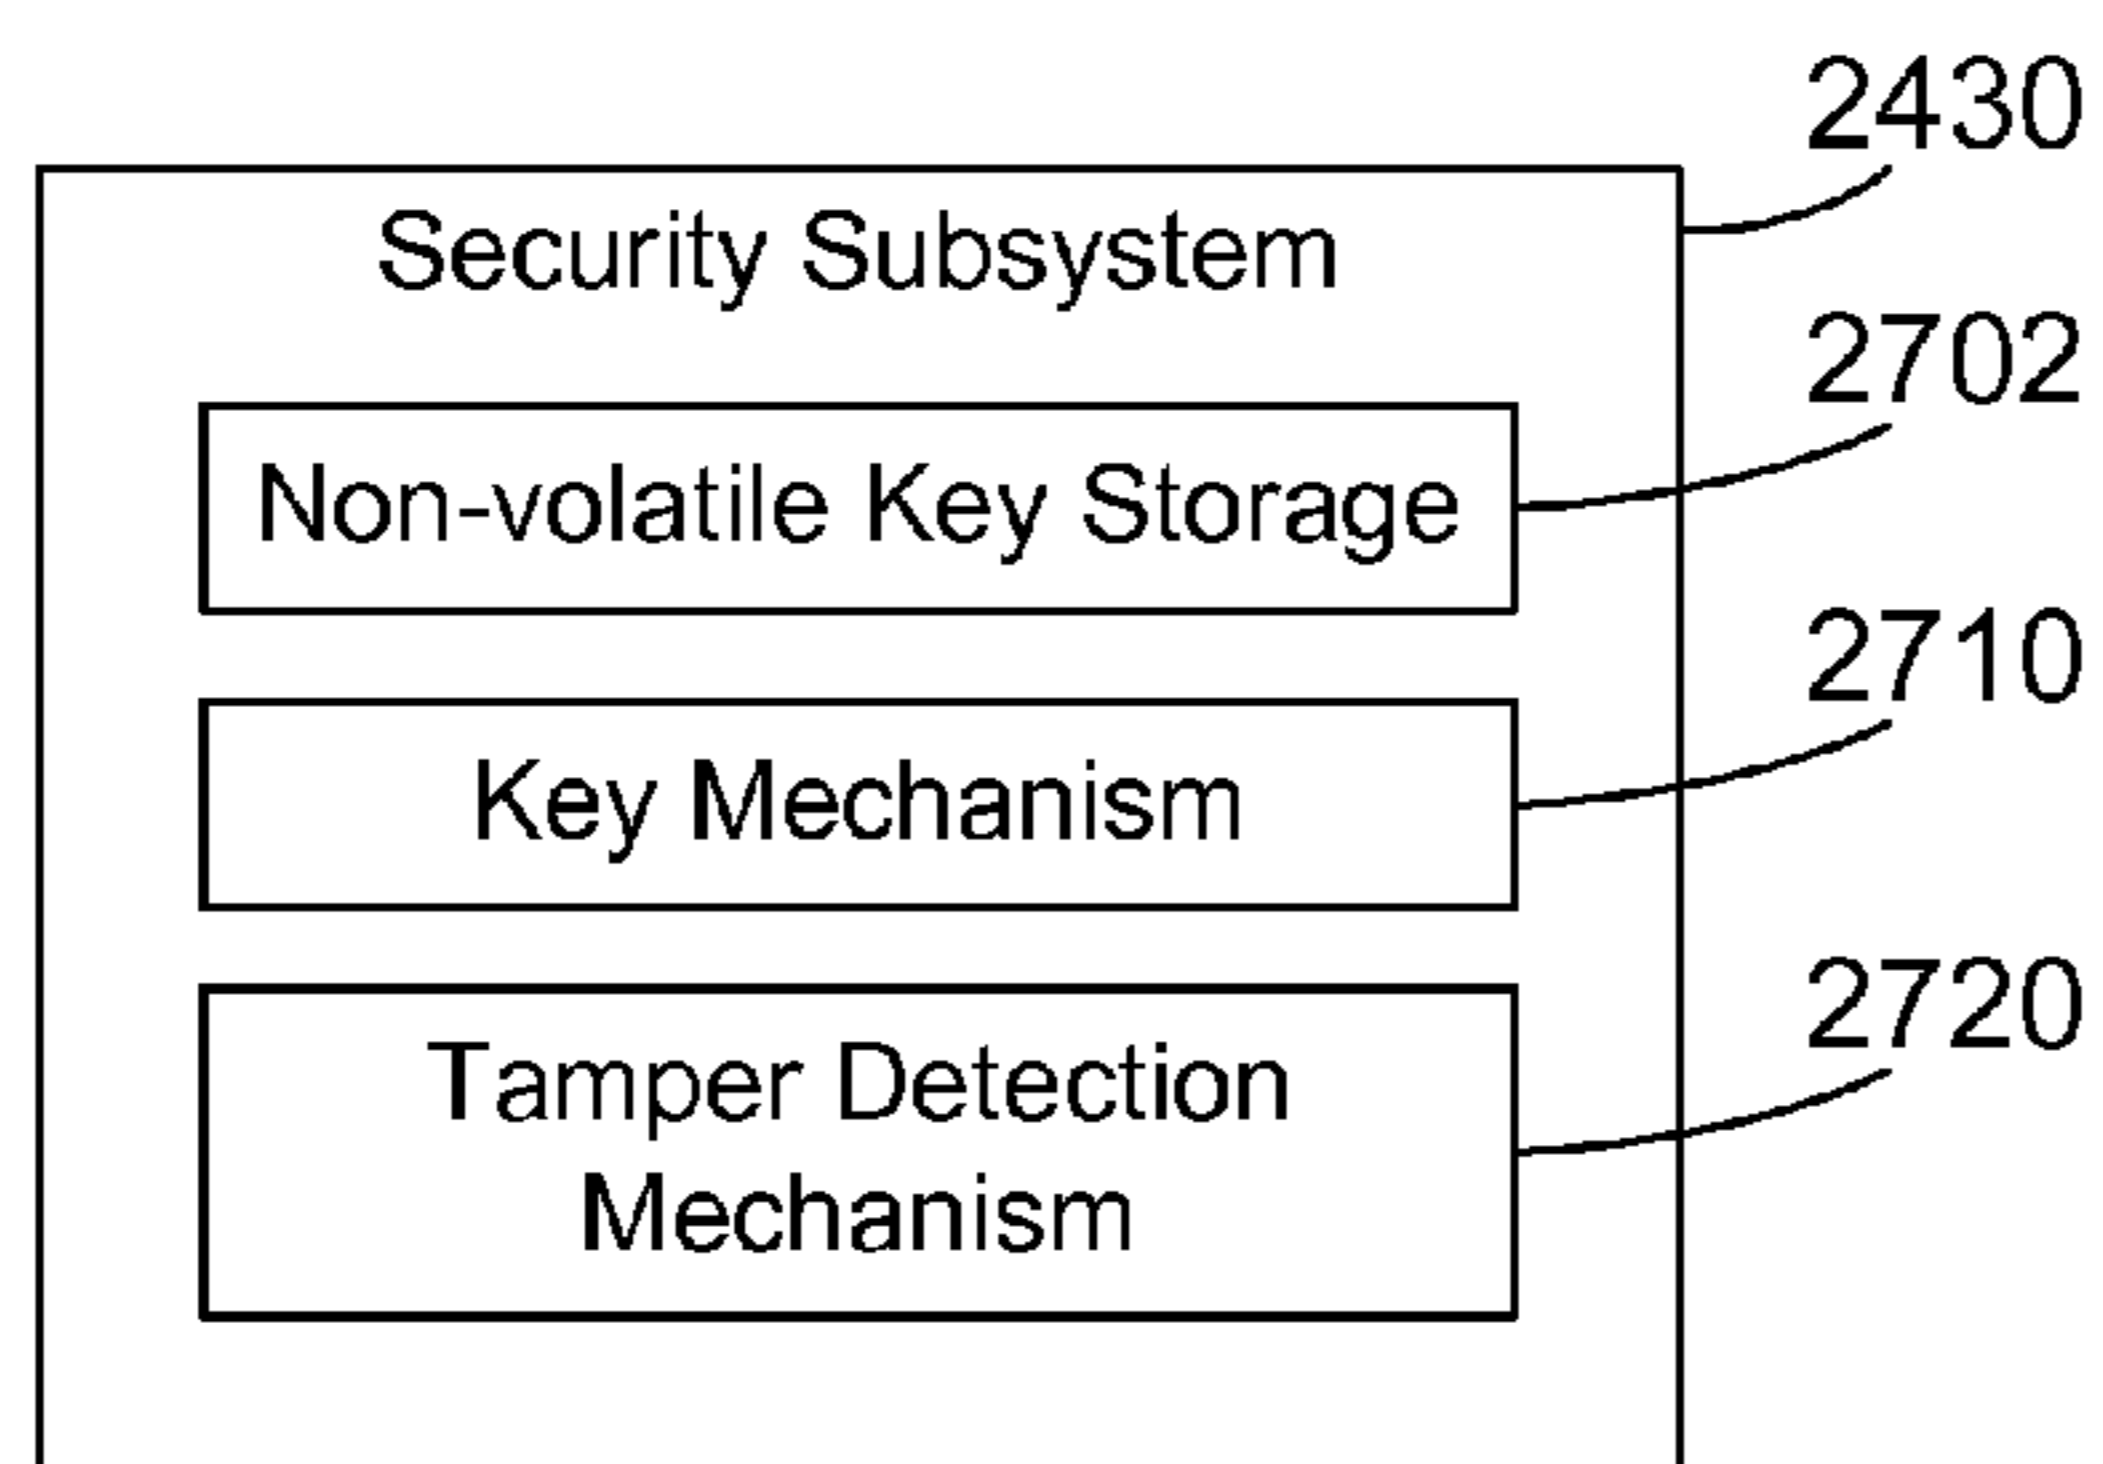 2430
Security Subsystem
2702
Non-volatile Key Storage
2710
Key Mechanism
2720
Tamper Detection
Mechanism